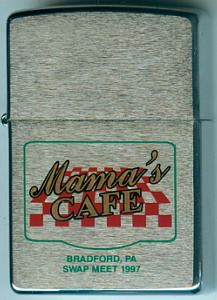 Mama's
CAFE
BRADFORD, PA
SWAP MEET 1997